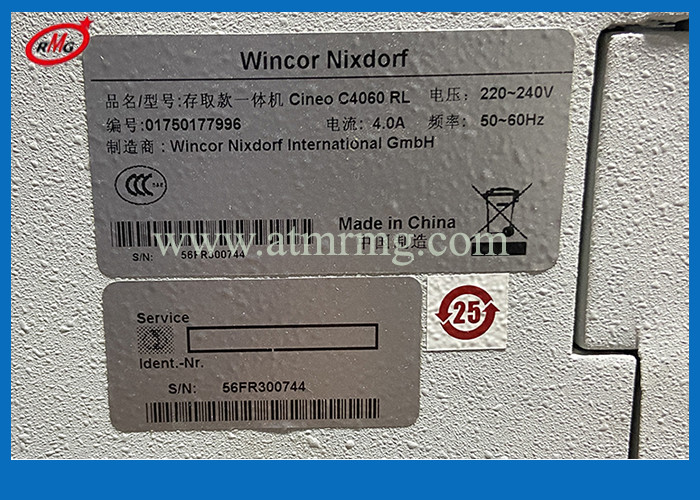 RMG
Wincor Nixdorf
品名/型号:存取款一体机 Cineo C4060 RL 电压: 220~240V
编号:01750177996 电流: 4.0A 频率: 50~60Hz
制造商: Wincor Nixdorf International GmbH
CCC
Made in China
中国制造
www.atmrmg.com
S/N: 56FR300744
Service
25
Ident.-Nr.
S/N: 56FR300744